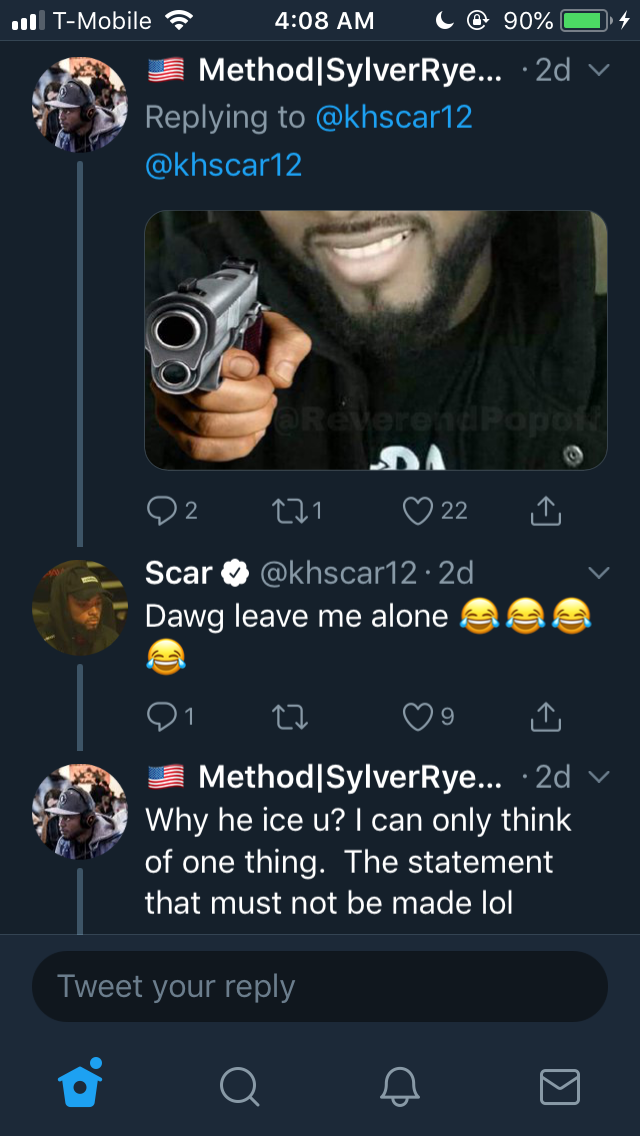 T-Mobile 4:08 AM 90%
Method|SylverRye... · 2d
Replying to @khscar12
@khscar12
@ReverendPopoff
2 1 22
Scar @khscar12 · 2d
Dawg leave me alone 😂😂😂
😂
1 9
Method|SylverRye... · 2d
Why he ice u? I can only think
of one thing. The statement
that must not be made lol
Tweet your reply